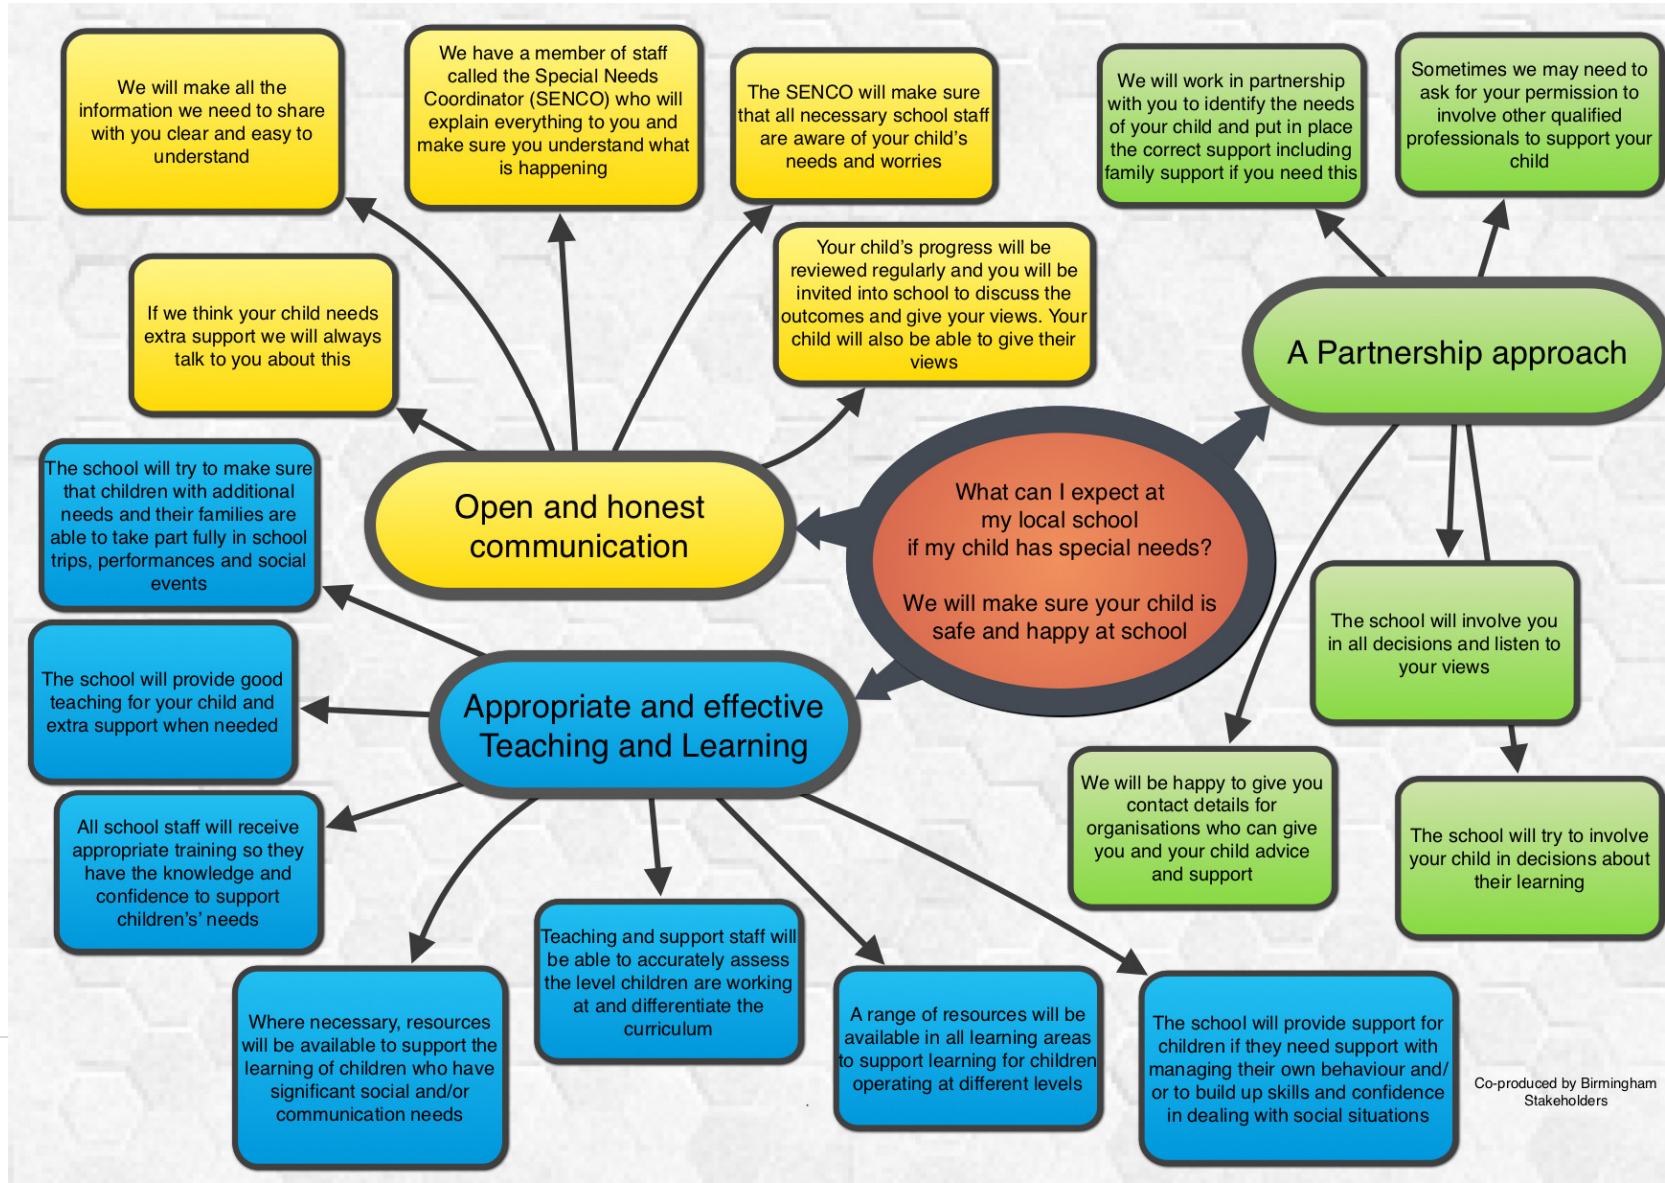 We will make all the
information we need to share
with you clear and easy to
understand
We have a member of staff
called the Special Needs
Coordinator (SENCO) who will
explain everything to you and
make sure you understand what
is happening
The SENCO will make sure
that all necessary school staff
are aware of your child's
needs and worries
We will work in partnership
with you to identify the needs
of your child and put in place
the correct support including
family support if you need this
Sometimes we may need to
ask for your permission to
involve other qualified
professionals to support your
child
If we think your child needs
extra support we will always
talk to you about this
Your child's progress will be
reviewed regularly and you will be
invited into school to discuss the
outcomes and give your views. Your
child will also be able to give their
views
A Partnership approach
Open and honest
communication
What can I expect at
my local school
if my child has special needs?
We will make sure your child is
safe and happy at school
The school will try to make sure
that children with additional
needs and their families are
able to take part fully in school
trips, performances and social
events
The school will provide good
teaching for your child and
extra support when needed
Appropriate and effective
Teaching and Learning
The school will involve you
in all decisions and listen to
your views
We will be happy to give you
contact details for
organisations who can give
you and your child advice
and support
The school will try to involve
your child in decisions about
their learning
All school staff will receive
appropriate training so they
have the knowledge and
confidence to support
children's' needs
Where necessary, resources
will be available to support the
learning of children who have
significant social and/or
communication needs
Teaching and support staff will
be able to accurately assess
the level children are working
at and differentiate the
curriculum
A range of resources will be
available in all learning areas
to support learning for children
operating at different levels
The school will provide support for
children if they need support with
managing their own behaviour and/
or to build up skills and confidence
in dealing with social situations
Co-produced by Birmingham
Stakeholders